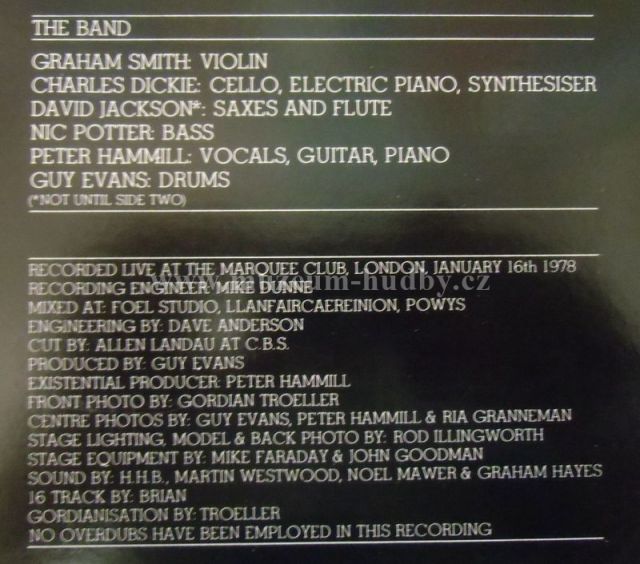 THE BAND
GRAHAM SMITH: VIOLIN
CHARLES DICKIE: CELLO, ELECTRIC PIANO, SYNTHESISER
DAVID JACKSON*: SAXES AND FLUTE
NIC POTTER: BASS
PETER HAMMILL: VOCALS, GUITAR, PIANO
GUY EVANS: DRUMS
(*NOT UNTIL SIDE TWO)
RECORDED LIVE AT THE MARQUEE CLUB, LONDON, JANUARY 16th 1978
www.muzeum-hudby.cz
RECORDING ENGINEER: MIKE DUNNE
MIXED AT: FOEL STUDIO, LLANFAIRCAEREINION, POWYS
ENGINEERING BY: DAVE ANDERSON
CUT BY: ALLEN LANDAU AT C.B.S.
PRODUCED BY: GUY EVANS
EXISTENTIAL PRODUCER: PETER HAMMILL
FRONT PHOTO BY: GORDIAN TROELLER
CENTRE PHOTOS BY: GUY EVANS, PETER HAMMILL & RIA GRANNEMAN
STAGE LIGHTING, MODEL & BACK PHOTO BY: ROD ILLINGWORTH
STAGE EQUIPMENT BY: MIKE FARADAY & JOHN GOODMAN
SOUND BY: H.H.B., MARTIN WESTWOOD, NOEL MAWER & GRAHAM HAYES
16 TRACK BY: BRIAN
GORDIANISATION BY: TROELLER
NO OVERDUBS HAVE BEEN EMPLOYED IN THIS RECORDING